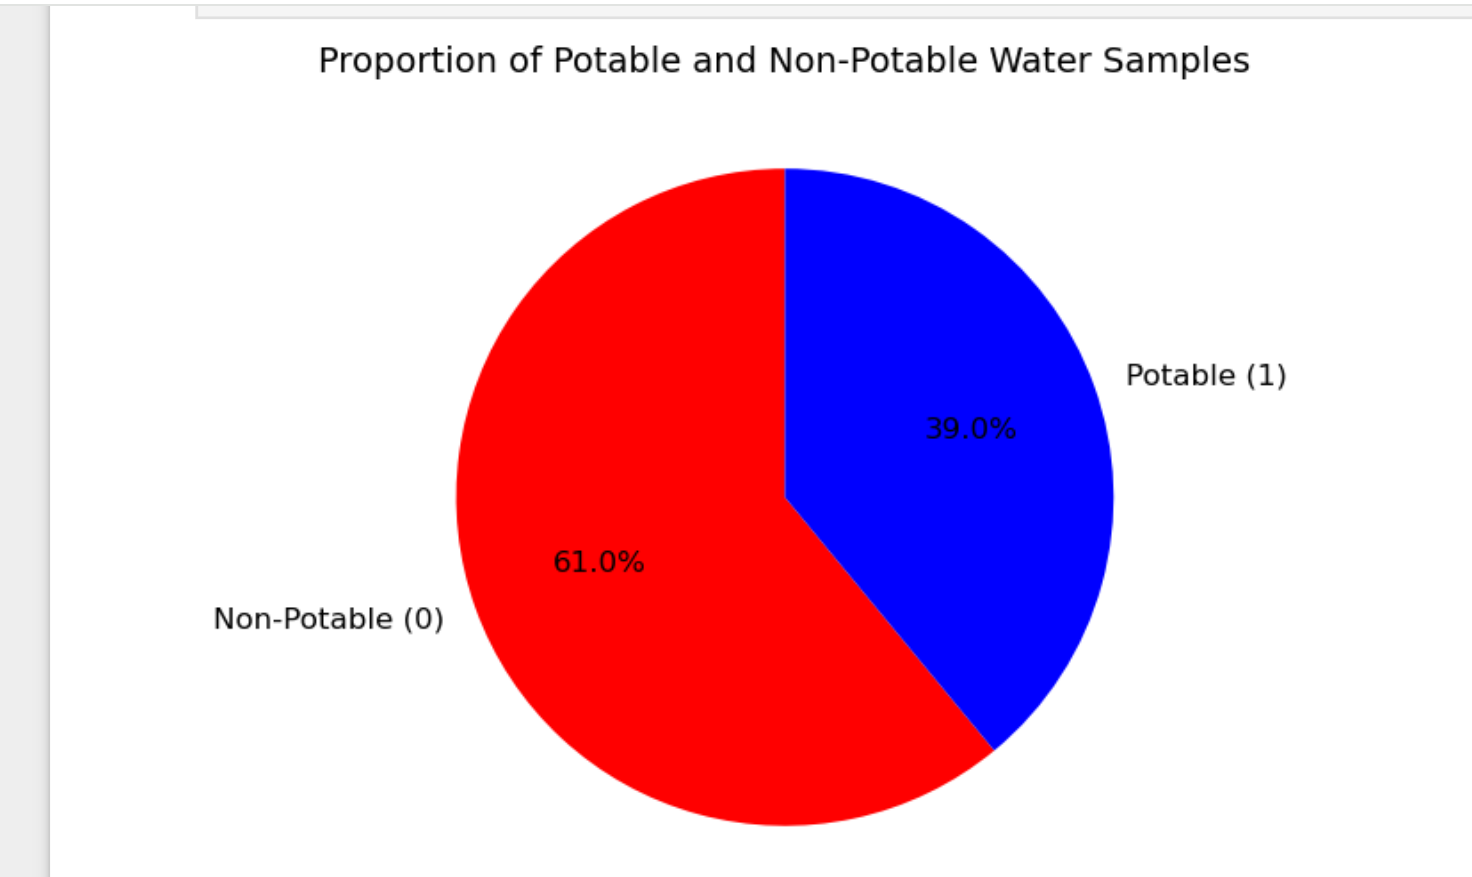 Proportion of Potable and Non-Potable Water Samples
Potable (1)
39.0%
61.0%
Non-Potable (0)